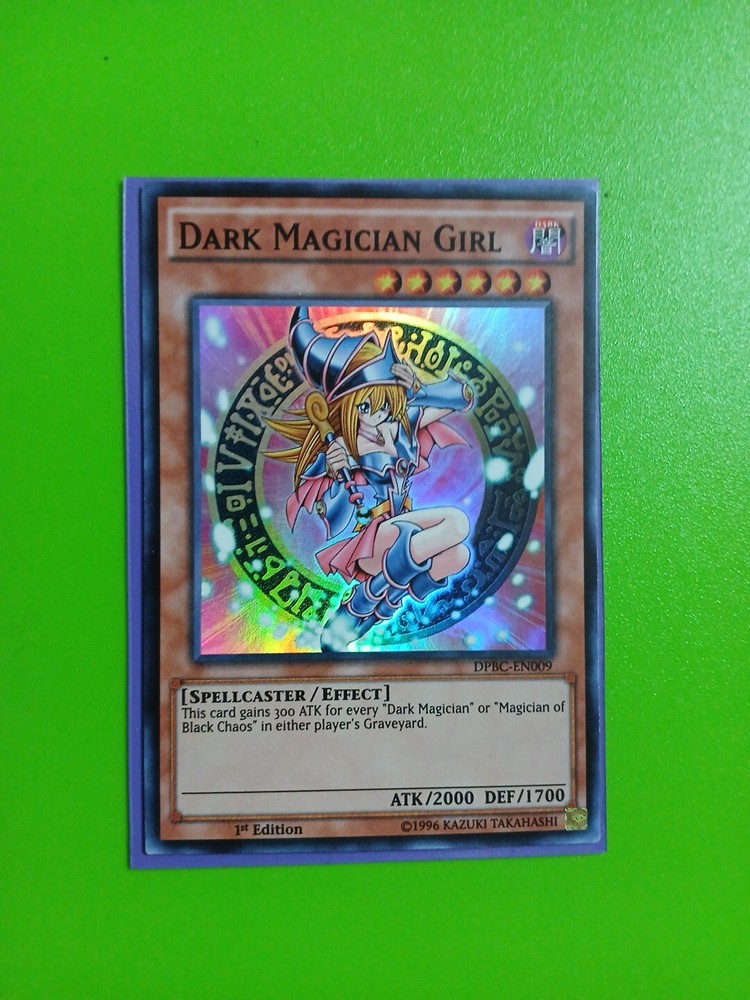 DARK MAGICIAN GIRL
DARK
闇
DPBC-EN009
[SPELLCASTER / EFFECT]
This card gains 300 ATK for every "Dark Magician" or "Magician of
Black Chaos" in either player's Graveyard.
ATK/2000 DEF/1700
1st Edition
©1996 KAZUKI TAKAHASHI